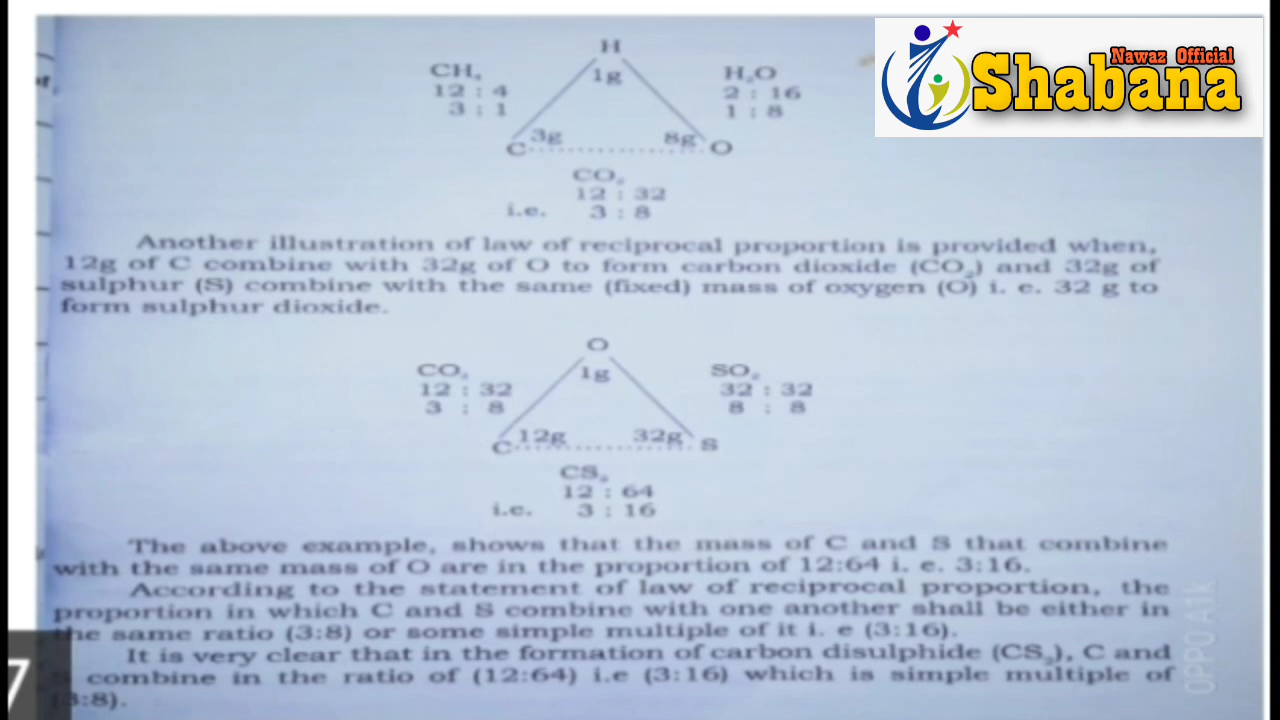 Nawaz Official
Shabana
H
1g
CH₄
12 : 4
3 : 1
H₂O
2 : 16
1 : 8
C 3g 8g O
CO₂
12 : 32
i.e. 3 : 8
Another illustration of law of reciprocal proportion is provided when,
12g of C combine with 32g of O to form carbon dioxide (CO₂) and 32g of
sulphur (S) combine with the same (fixed) mass of oxygen (O) i. e. 32 g to
form sulphur dioxide.
O
1g
CO₂
12 : 32
3 : 8
SO₂
32 : 32
8 : 8
C 12g 32g S
CS₂
12 : 64
i.e. 3 : 16
The above example, shows that the mass of C and S that combine
with the same mass of O are in the proportion of 12:64 i. e. 3:16.
According to the statement of law of reciprocal proportion, the
proportion in which C and S combine with one another shall be either in
the same ratio (3:8) or some simple multiple of it i. e (3:16).
It is very clear that in the formation of carbon disulphide (CS₂), C and
combine in the ratio of (12:64) i.e (3:16) which is simple multiple of
3:8).
7
OPPO A1k